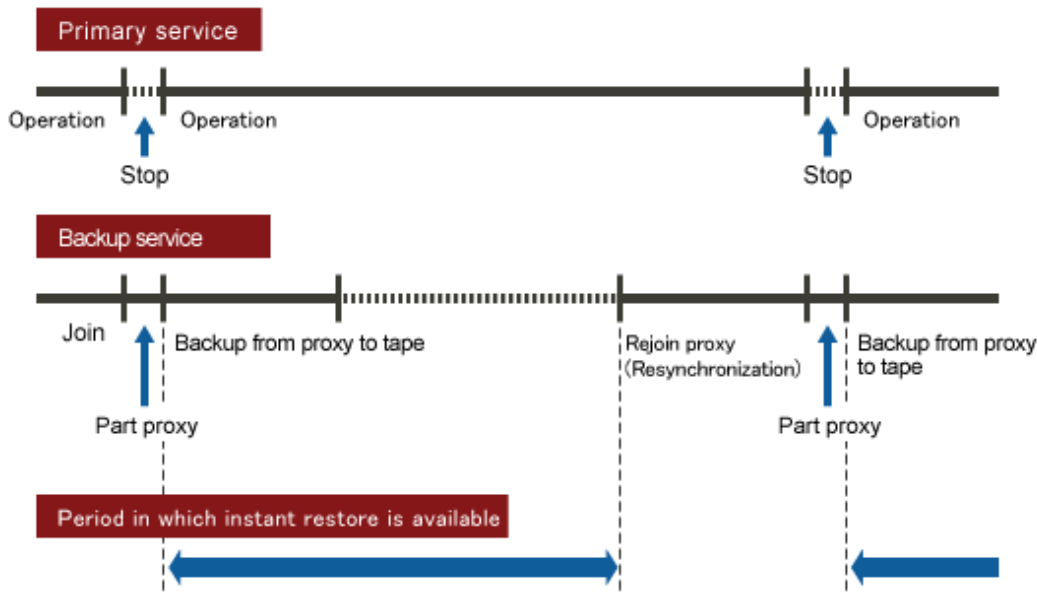 Primary service
Operation
Operation
Operation
Stop
Stop
Backup service
Join
Backup from proxy to tape
Rejoin proxy
(Resynchronization)
Backup from proxy
to tape
Part proxy
Part proxy
Period in which instant restore is available